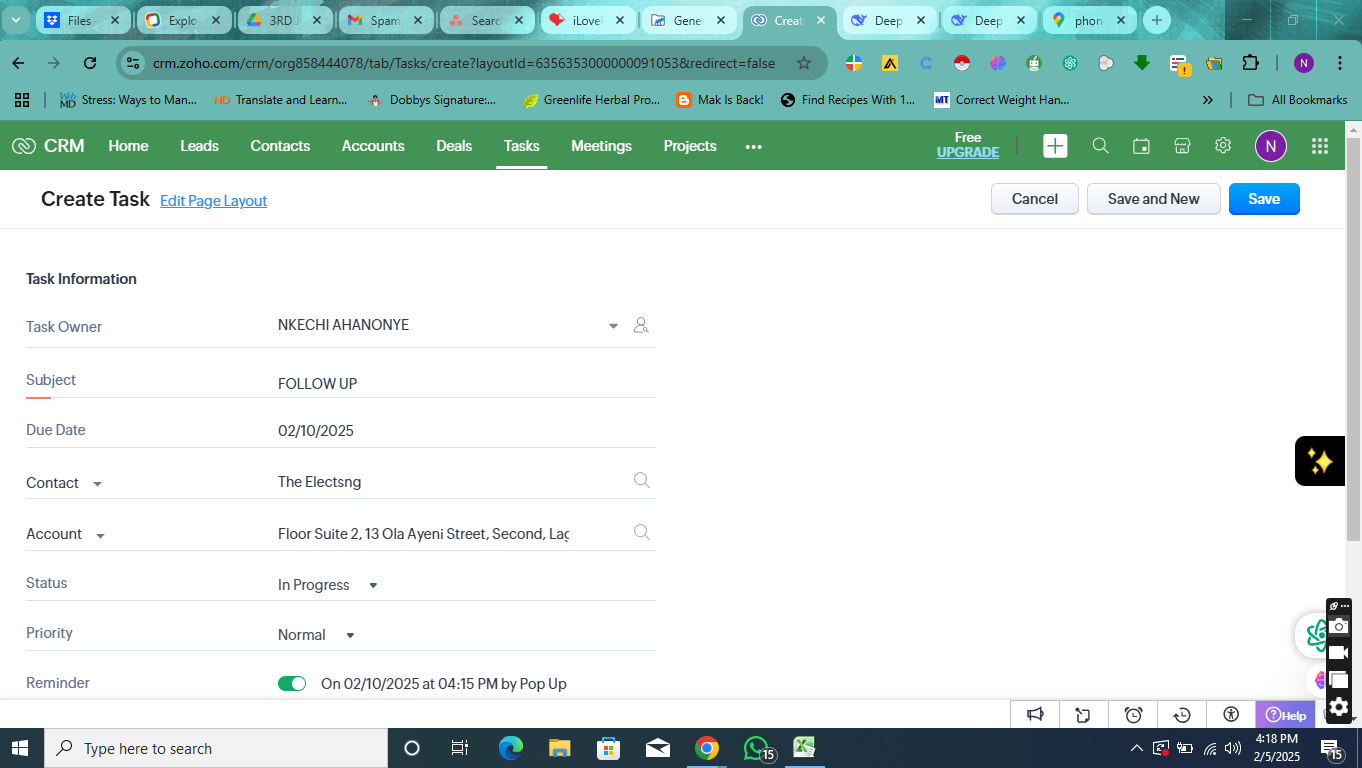 Files
Explo
3RD J
Spam
Searc
iLovel
Gener
Creat
Deep
Deep
phon
crm.zoho.com/crm/org858444078/tab/Tasks/create?layoutId=6356353000000091053&redirect=false
N
Stress: Ways to Man...
Translate and Learn...
Dobbys Signature:...
Greenlife Herbal Pro...
Mak Is Back!
Find Recipes With 1...
MT Correct Weight Han...
»
All Bookmarks
CRM
Home
Leads
Contacts
Accounts
Deals
Tasks
Meetings
Projects
Free
UPGRADE
N
Create Task
Edit Page Layout
Cancel
Save and New
Save
Task Information
Task Owner
NKECHI AHANONYE
Subject
FOLLOW UP
Due Date
02/10/2025
Contact
The Electsng
Account
Floor Suite 2, 13 Ola Ayeni Street, Second, Lag
Status
In Progress
Priority
Normal
Reminder
On 02/10/2025 at 04:15 PM by Pop Up
Help
Type here to search
15
4:18 PM
2/5/2025
15